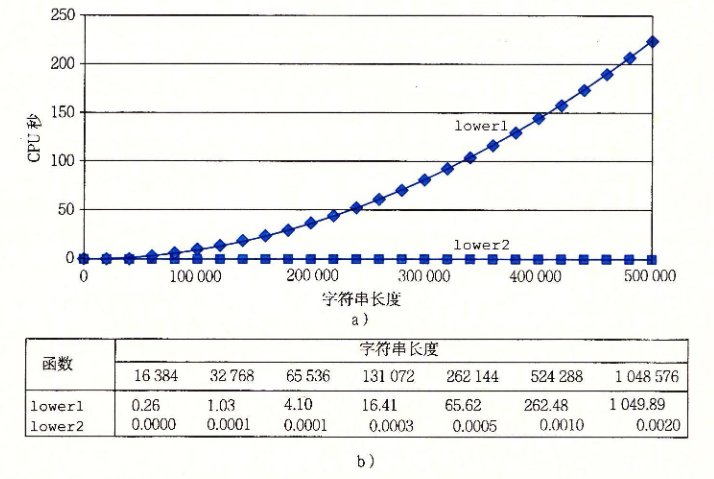 250
200
150
100
50
0
CPU秒
lower1
lower2
0 100 000 200 000 300 000 400 000 500 000
字符串长度
a)
函数 字符串长度
16 384 32 768 65 536 131 072 262 144 524 288 1 048 576
lower1 0.26 1.03 4.10 16.41 65.62 262.48 1 049.89
lower2 0.0000 0.0001 0.0001 0.0003 0.0005 0.0010 0.0020
b)